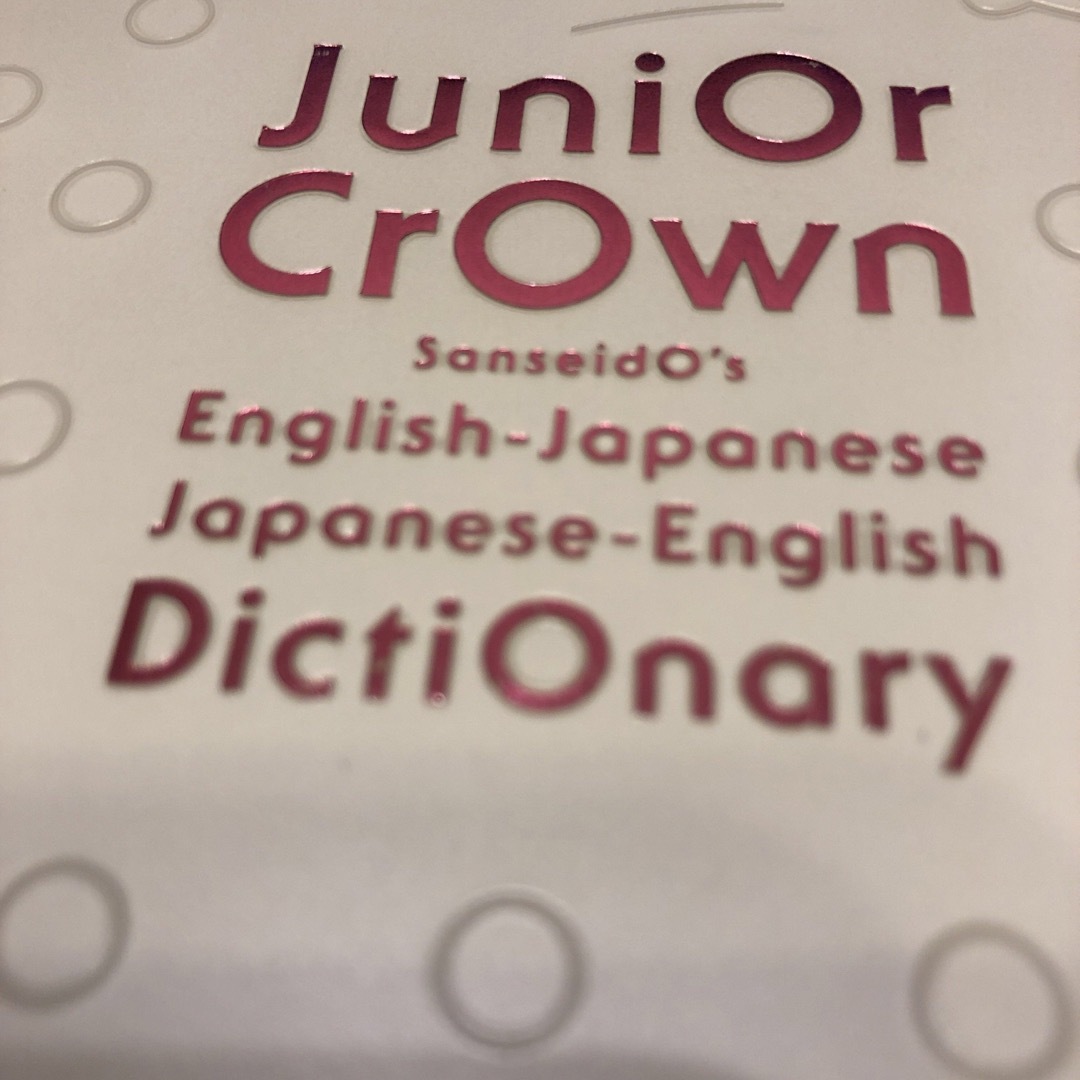 JuniOr
CrOwn
SanseidO's
English-Japanese
Japanese-English
DictiOnary